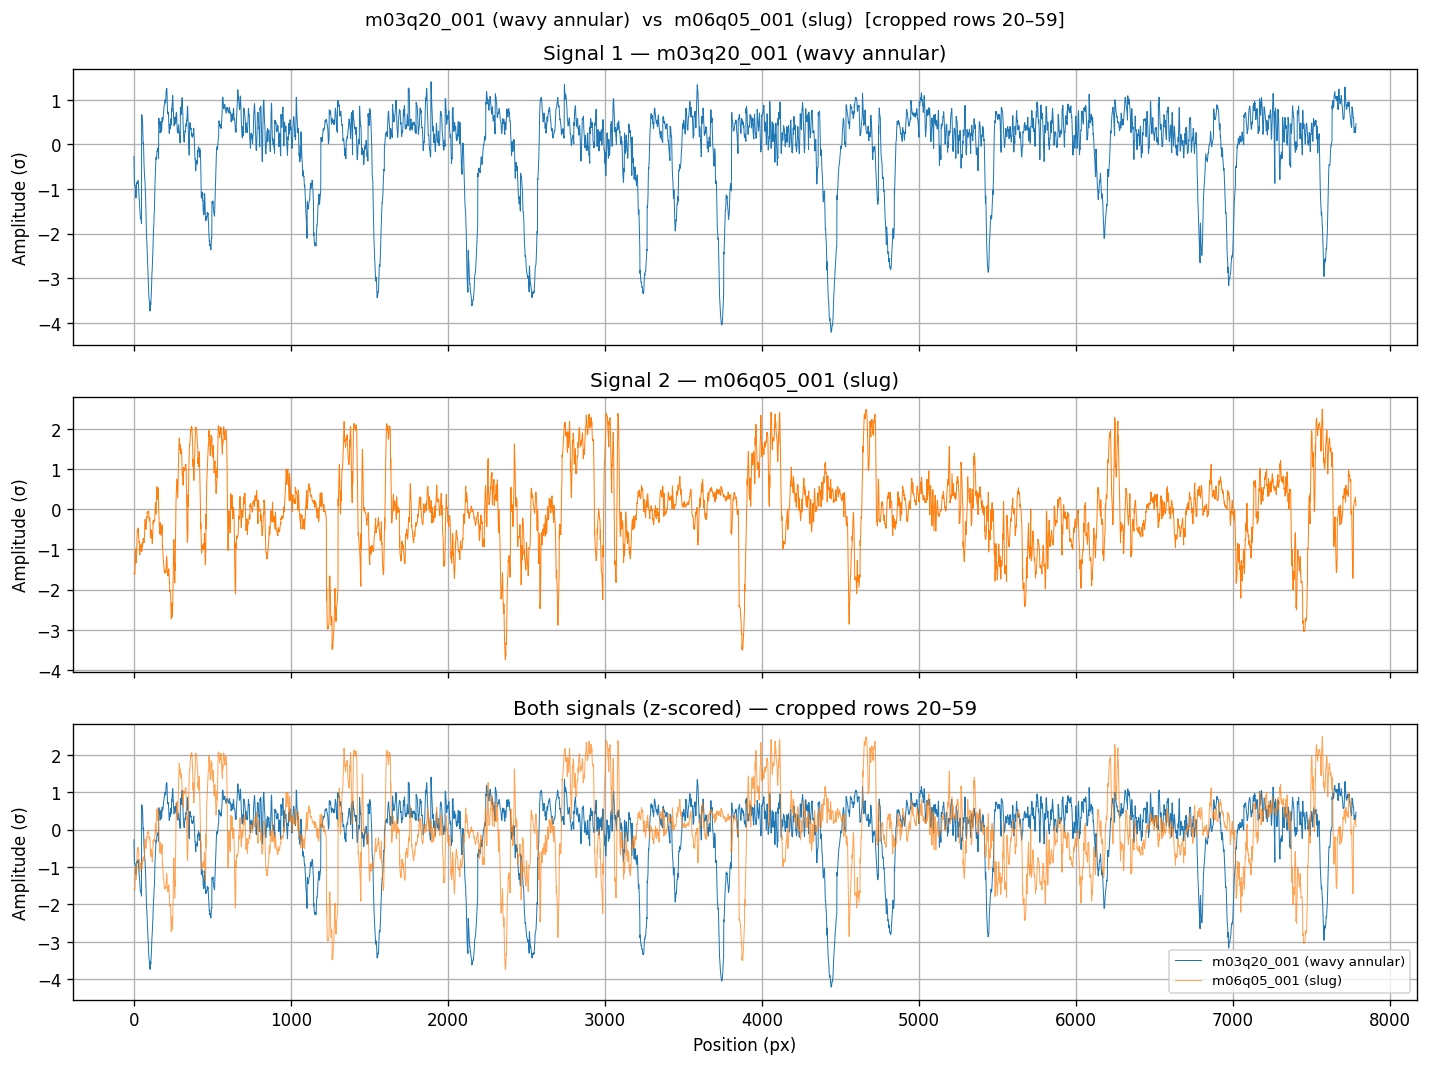 m03q20_001 (wavy annular)  vs  m06q05_001 (slug)  [cropped rows 20–59]
Signal 1 — m03q20_001 (wavy annular)
Amplitude (σ)
1
0
−1
−2
−3
−4
Signal 2 — m06q05_001 (slug)
Amplitude (σ)
2
1
0
−1
−2
−3
−4
Both signals (z-scored) — cropped rows 20–59
Amplitude (σ)
2
1
0
−1
−2
−3
−4
m03q20_001 (wavy annular)
m06q05_001 (slug)
0 1000 2000 3000 4000 5000 6000 7000 8000
Position (px)